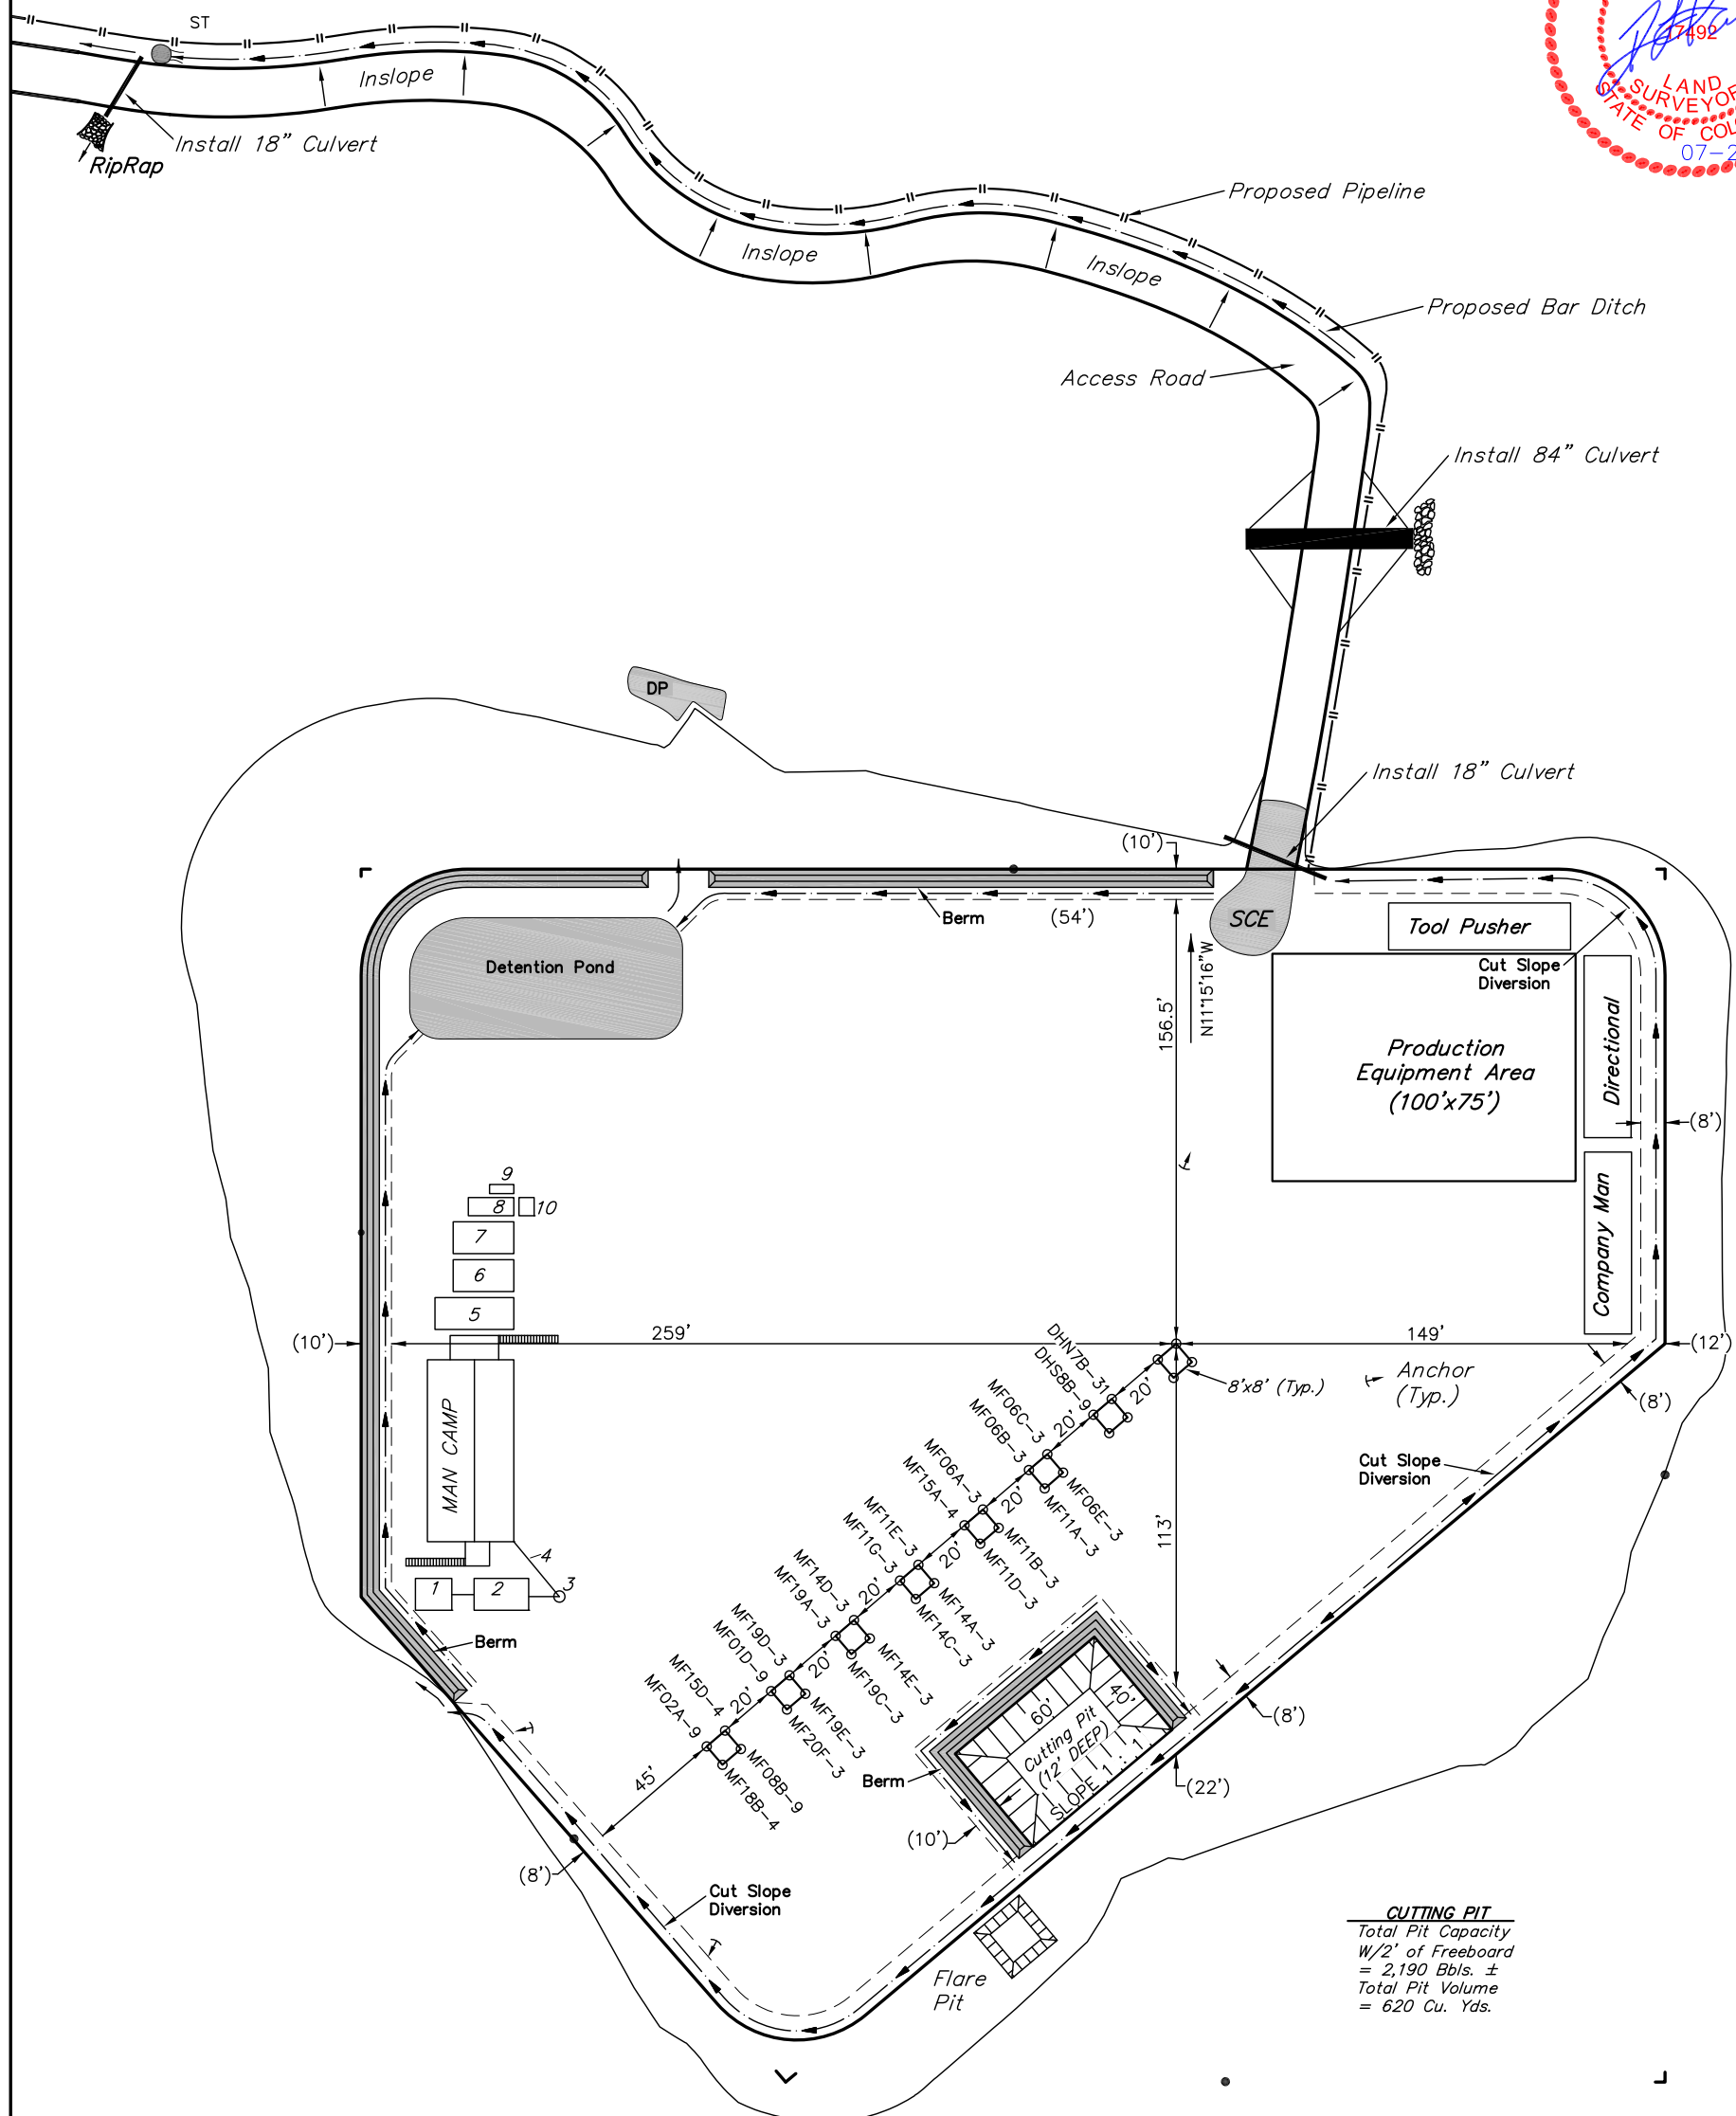 ST
17492
LAND
07-2
Inslope
Install 18" Culvert
RipRap
Proposed Pipeline
Inslope
Inslope
Proposed Bar Ditch
Access Road
Install 84" Culvert
DP
Install 18" Culvert
(10')
Berm
(54')
SCE
Tool Pusher
Cut Slope
Diversion
Detention Pond
156.5'
N11°15'16"W
Production
Equipment Area
(100'x75')
Directional
(8')
Company Man
9
8
10
7
6
5
(10')
259'
149'
(12')
MAN CAMP
4
1
2
3
Berm
DHN7B-31
DHS8B-9
20'
8'x8' (Typ.)
Anchor
(Typ.)
(8')
MF06C-3
MF06B-3
20'
MF06E-3
MF11A-3
MF06A-3
MF15A-4
20'
MF11B-3
MF11D-3
MF11E-3
MF11G-3
20'
MF14A-3
MF14C-3
MF14D-3
MF19A-3
20'
MF14E-3
MF19C-3
MF19D-3
MF01D-9
20'
MF19E-3
MF20F-3
MF15D-4
MF02A-9
20'
MF08B-9
MF18B-4
45'
113'
Cut Slope
Diversion
60'
40'
Cutting Pit
(12' DEEP)
SLOPE 1:1
Berm
(8')
(22')
(10')
(8')
Cut Slope
Diversion
Flare
Pit
CUTTING PIT
Total Pit Capacity
W/2' of Freeboard
= 2,190 Bbls. ±
Total Pit Volume
= 620 Cu. Yds.